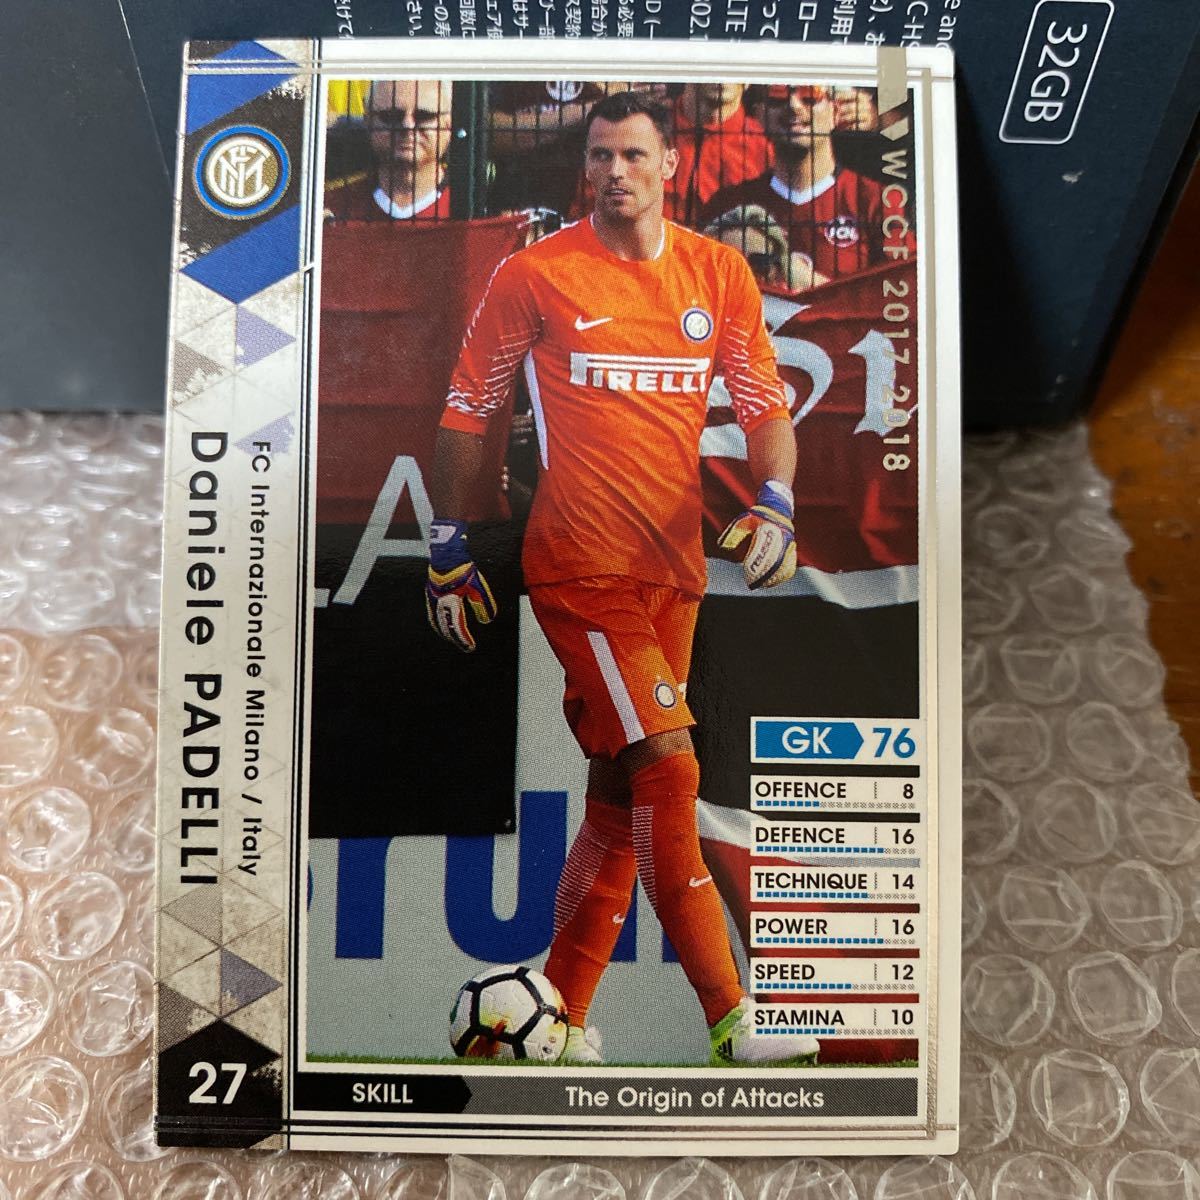 32GB
WCCF 2017-2018
FC Internazionale Milano / Italy
Daniele PADELLI
27
PIRELLI
reusch
GK 76
OFFENCE 8
DEFENCE 16
TECHNIQUE 14
POWER 16
SPEED 12
STAMINA 10
SKILL
The Origin of Attacks